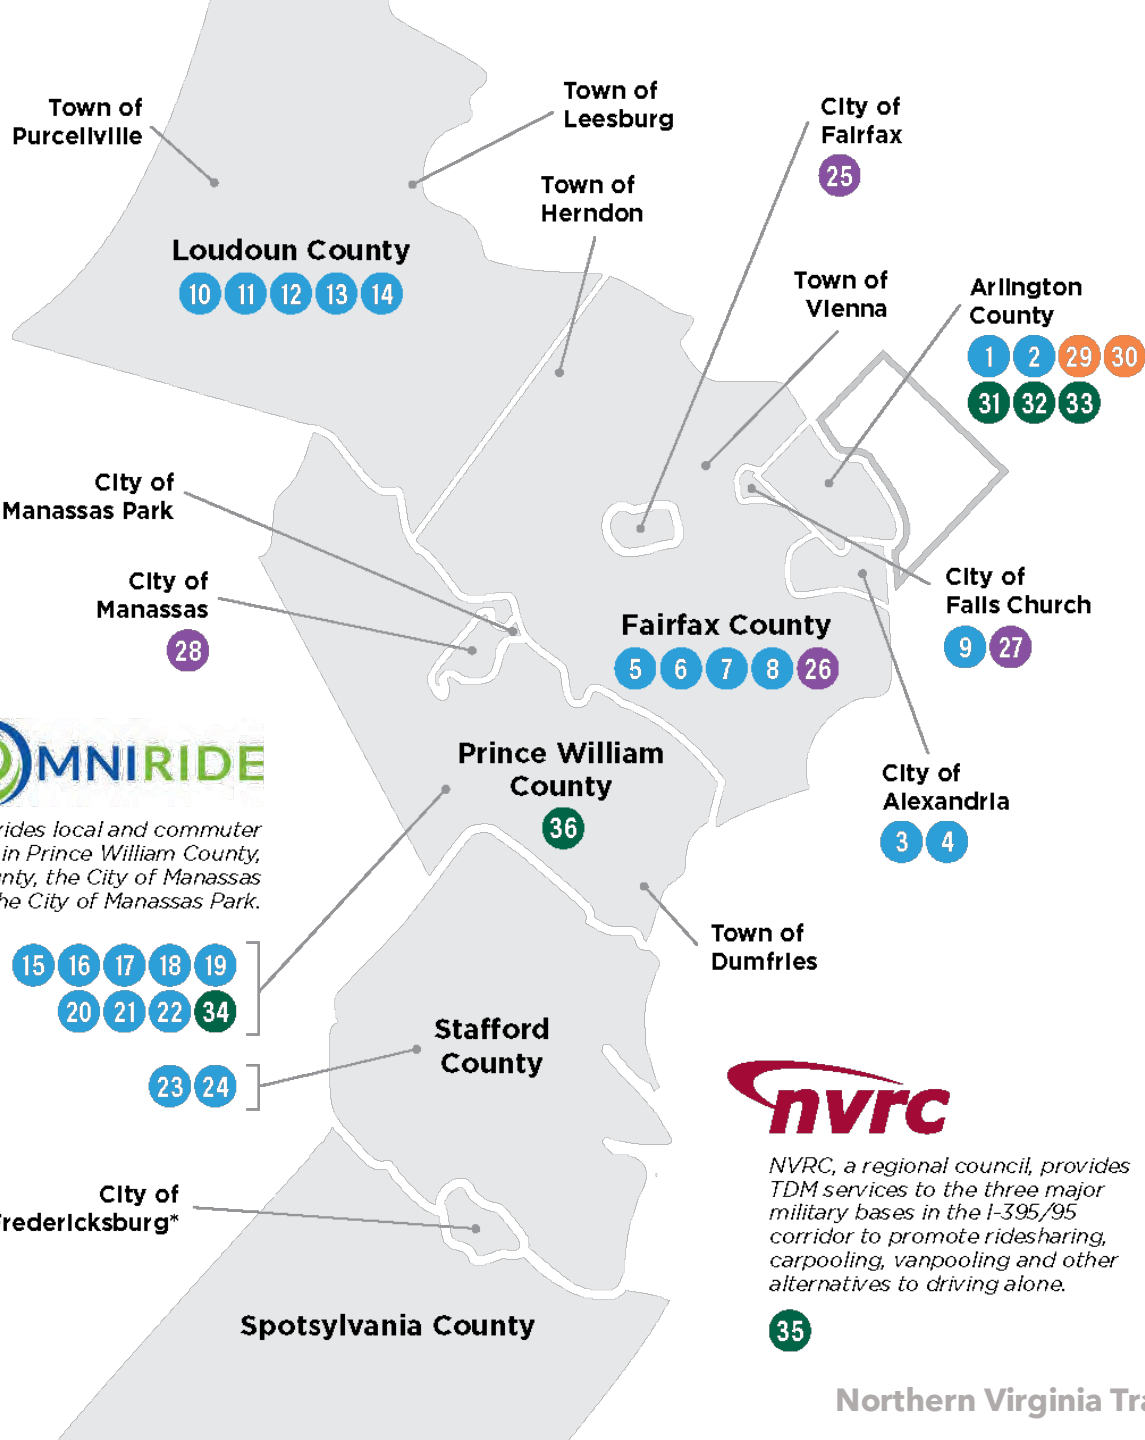 Town of
Purcellville
Town of
Leesburg
City of
Fairfax
25
Town of
Herndon
Loudoun County
10 11 12 13 14
Town of
Vienna
Arlington
County
1 2 29 30
31 32 33
City of
Manassas Park
City of
Manassas
28
City of
Falls Church
9 27
Fairfax County
5 6 7 8 26
Prince William
County
36
City of
Alexandria
3 4
MNIRIDE
rides local and commuter
in Prince William County,
nty, the City of Manassas
he City of Manassas Park.
15 16 17 18 19
20 21 22 34
Town of
Dumfries
Stafford
County
23 24
nvrc
NVRC, a regional council, provides
TDM services to the three major
military bases in the I-395/95
corridor to promote ridesharing,
carpooling, vanpooling and other
alternatives to driving alone.
35
City of
Fredericksburg*
Spotsylvania County
Northern Virginia Tra